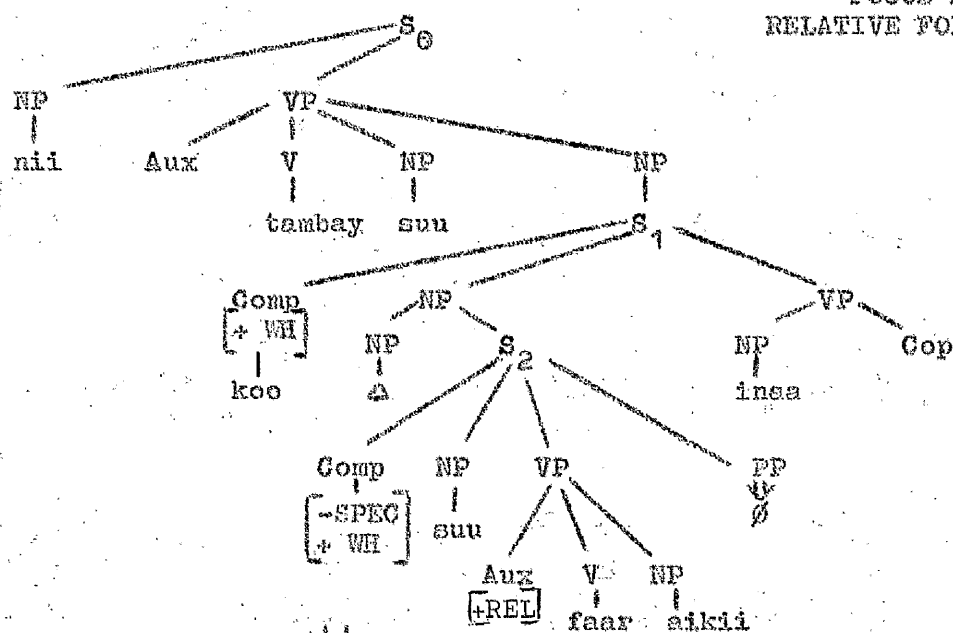 S0
RELATIVE
NP VP
nii Aux V NP NP
tambay suu S1
Comp NP VP
[+ WH] NP S2 NP Cop
koo Δ insa
Comp NP VP PP
[-SPEC + WH] suu ∅
Aux V NP
[+REL] faar aikii